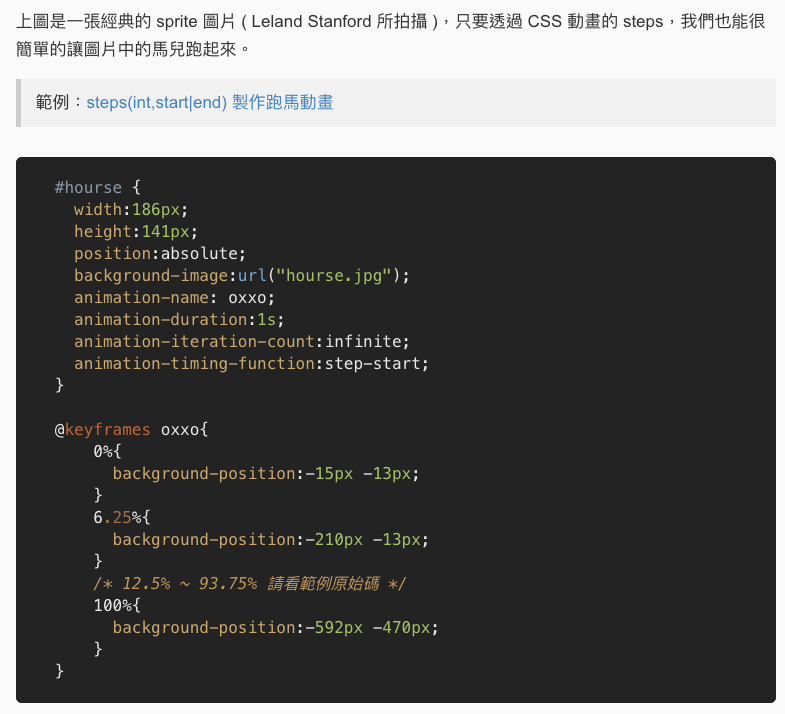 上圖是一張經典的 sprite 圖片 ( Leland Stanford 所拍攝 )，只要透過 CSS 動畫的 steps，我們也能很
簡單的讓圖片中的馬兒跑起來。
範例：steps(int,start|end) 製作跑馬動畫
#hourse {
  width:186px;
  height:141px;
  position:absolute;
  background-image:url("hourse.jpg");
  animation-name: oxxo;
  animation-duration:1s;
  animation-iteration-count:infinite;
  animation-timing-function:step-start;
}
@keyframes oxxo{
    0%{
      background-position:-15px -13px;
    }
    6.25%{
      background-position:-210px -13px;
    }
    /* 12.5% ~ 93.75% 請看範例原始碼 */
    100%{
      background-position:-592px -470px;
    }
}